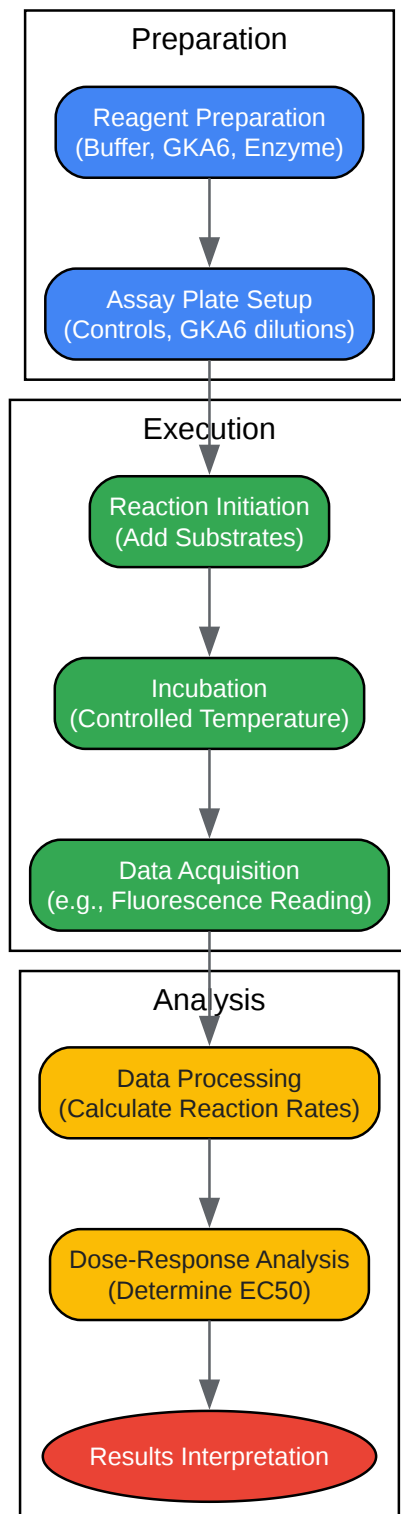 Preparation
Reagent Preparation
(Buffer, GKA6, Enzyme)
Assay Plate Setup
(Controls, GKA6 dilutions)
Execution
Reaction Initiation
(Add Substrates)
Incubation
(Controlled Temperature)
Data Acquisition
(e.g., Fluorescence Reading)
Analysis
Data Processing
(Calculate Reaction Rates)
Dose-Response Analysis
(Determine EC50)
Results Interpretation